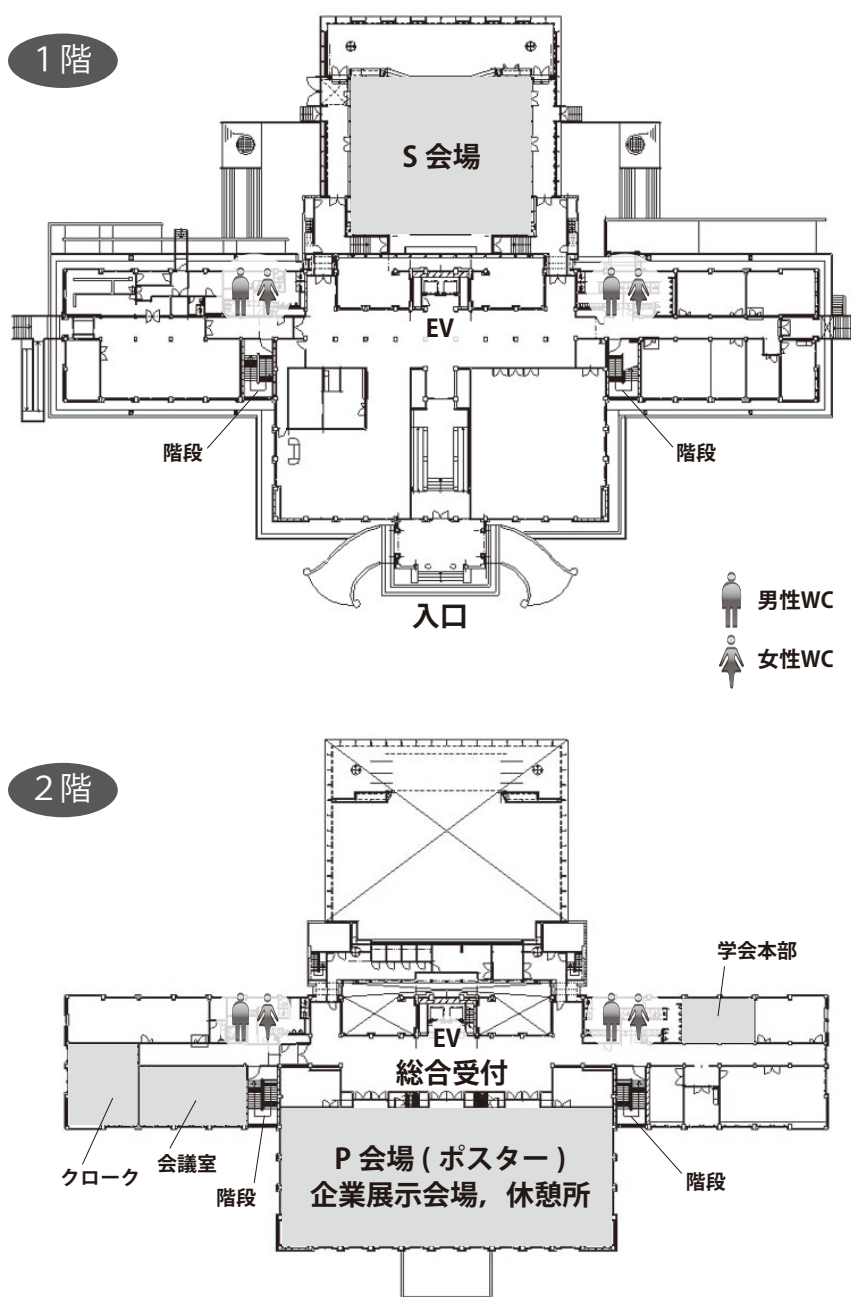 1階
S 会場
EV
階段
階段
入口
男性WC
女性WC
2階
学会本部
EV
総合受付
P 会場 ( ポスター )
企業展示会場，休憩所
クローク
会議室
階段
階段